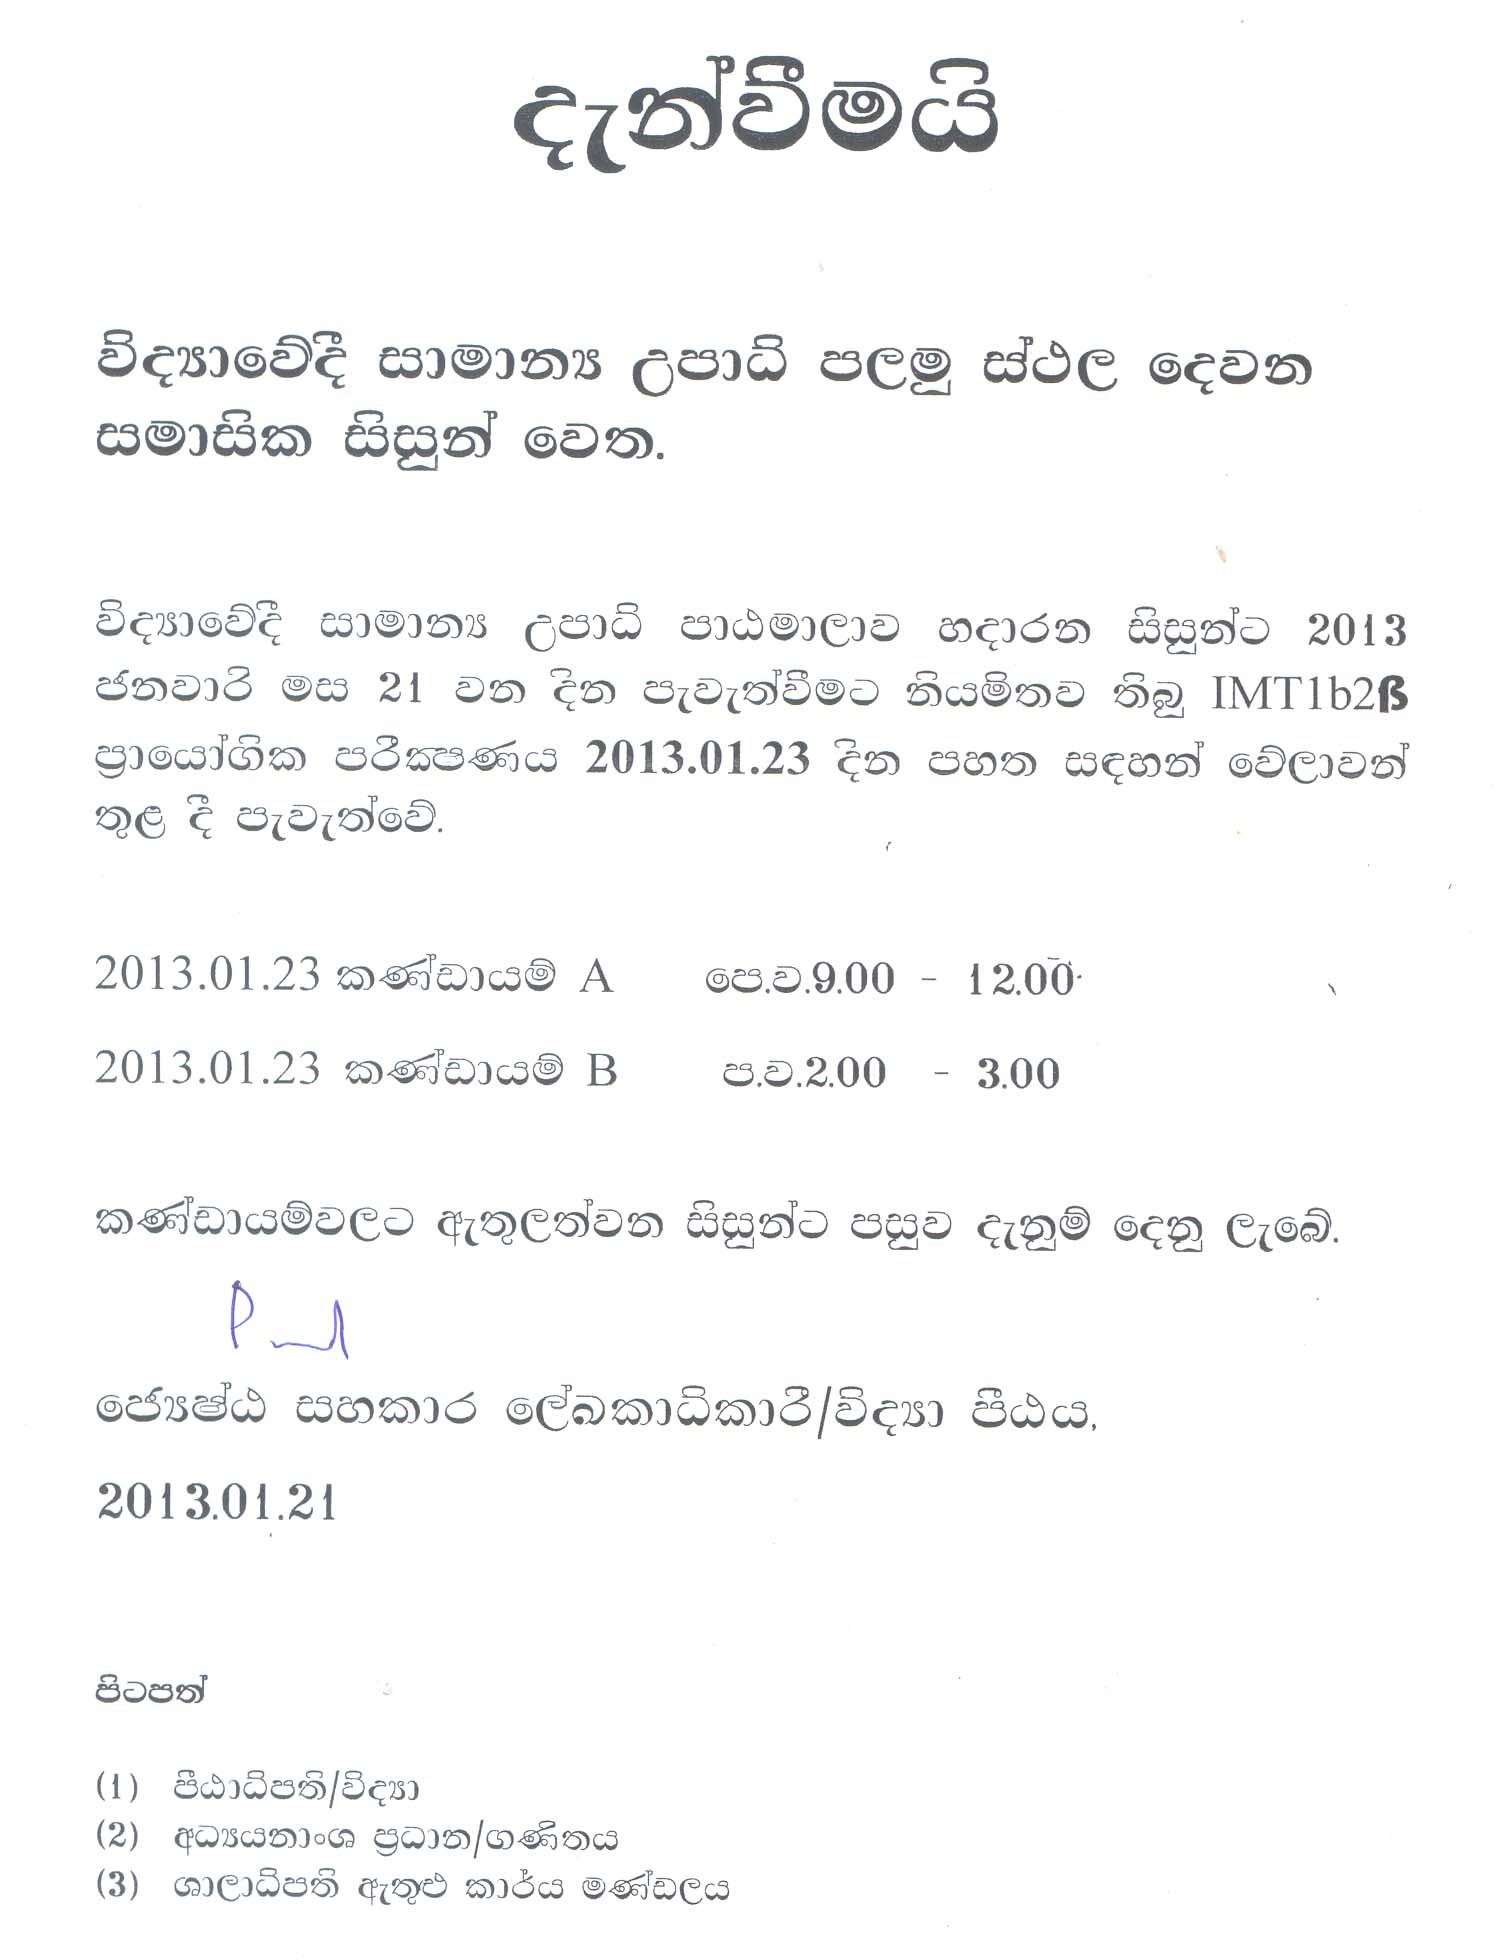 දැන්වීමයි
විද්‍යාවේදී සාමාන්‍ය උපාධි පලමු ස්ථල දෙවන
සමාසික සිසුන් වෙත.
විද්‍යාවේදී සාමාන්‍ය උපාධි පාඨමාලාව හදාරන සිසුන්ට 2013
ජනවාරි මස 21 වන දින පැවැත්වීමට නියමිතව තිබූ IMT1b2ß
ප්‍රායෝගික පරීක්‍ෂණය 2013.01.23 දින පහත සඳහන් වේලාවන්
තුළ දී පැවැත්වේ.
2013.01.23 කණ්ඩායම් A පෙ.ව.9.00 - 12.00
2013.01.23 කණ්ඩායම් B ප.ව.2.00 - 3.00
කණ්ඩායම්වලට ඇතුලත්වන සිසුන්ට පසුව දැනුම් දෙනු ලැබේ.
ජ්‍යෙෂ්ඨ සහකාර ලේඛකාධිකාරී/විද්‍යා පීඨය,
2013.01.21
පිටපත්
(1) පීඨාධිපති/විද්‍යා
(2) අධ්‍යයනාංශ ප්‍රධාන/ගණිතය
(3) ශාලාධිපති ඇතුළු කාර්ය මණ්ඩලය